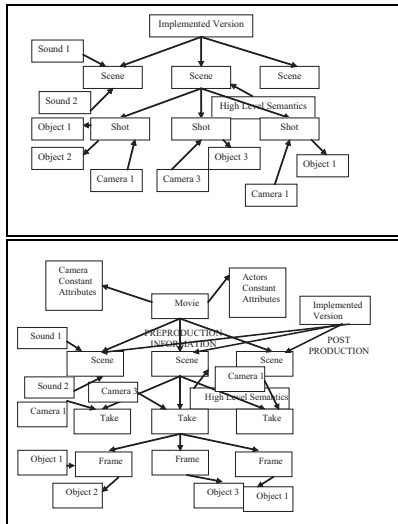 Implemented Version
Sound 1
Scene
Scene
Scene
Sound 2
High Level Semantics
Object 1
Shot
Shot
Shot
Object 2
Object 3
Object 1
Camera 1
Camera 3
Camera 1
Camera
Constant
Attributes
Actors
Constant
Attributes
Movie
Implemented
Version
Sound 1
PREPRODUCTION
INFORMATION
POST
PRODUCTION
Scene
Scene
Scene
Sound 2
Camera 3
Camera 1
High Level Semantics
Camera 1
Take
Take
Take
Object 1
Frame
Frame
Frame
Object 2
Object 3
Object 1